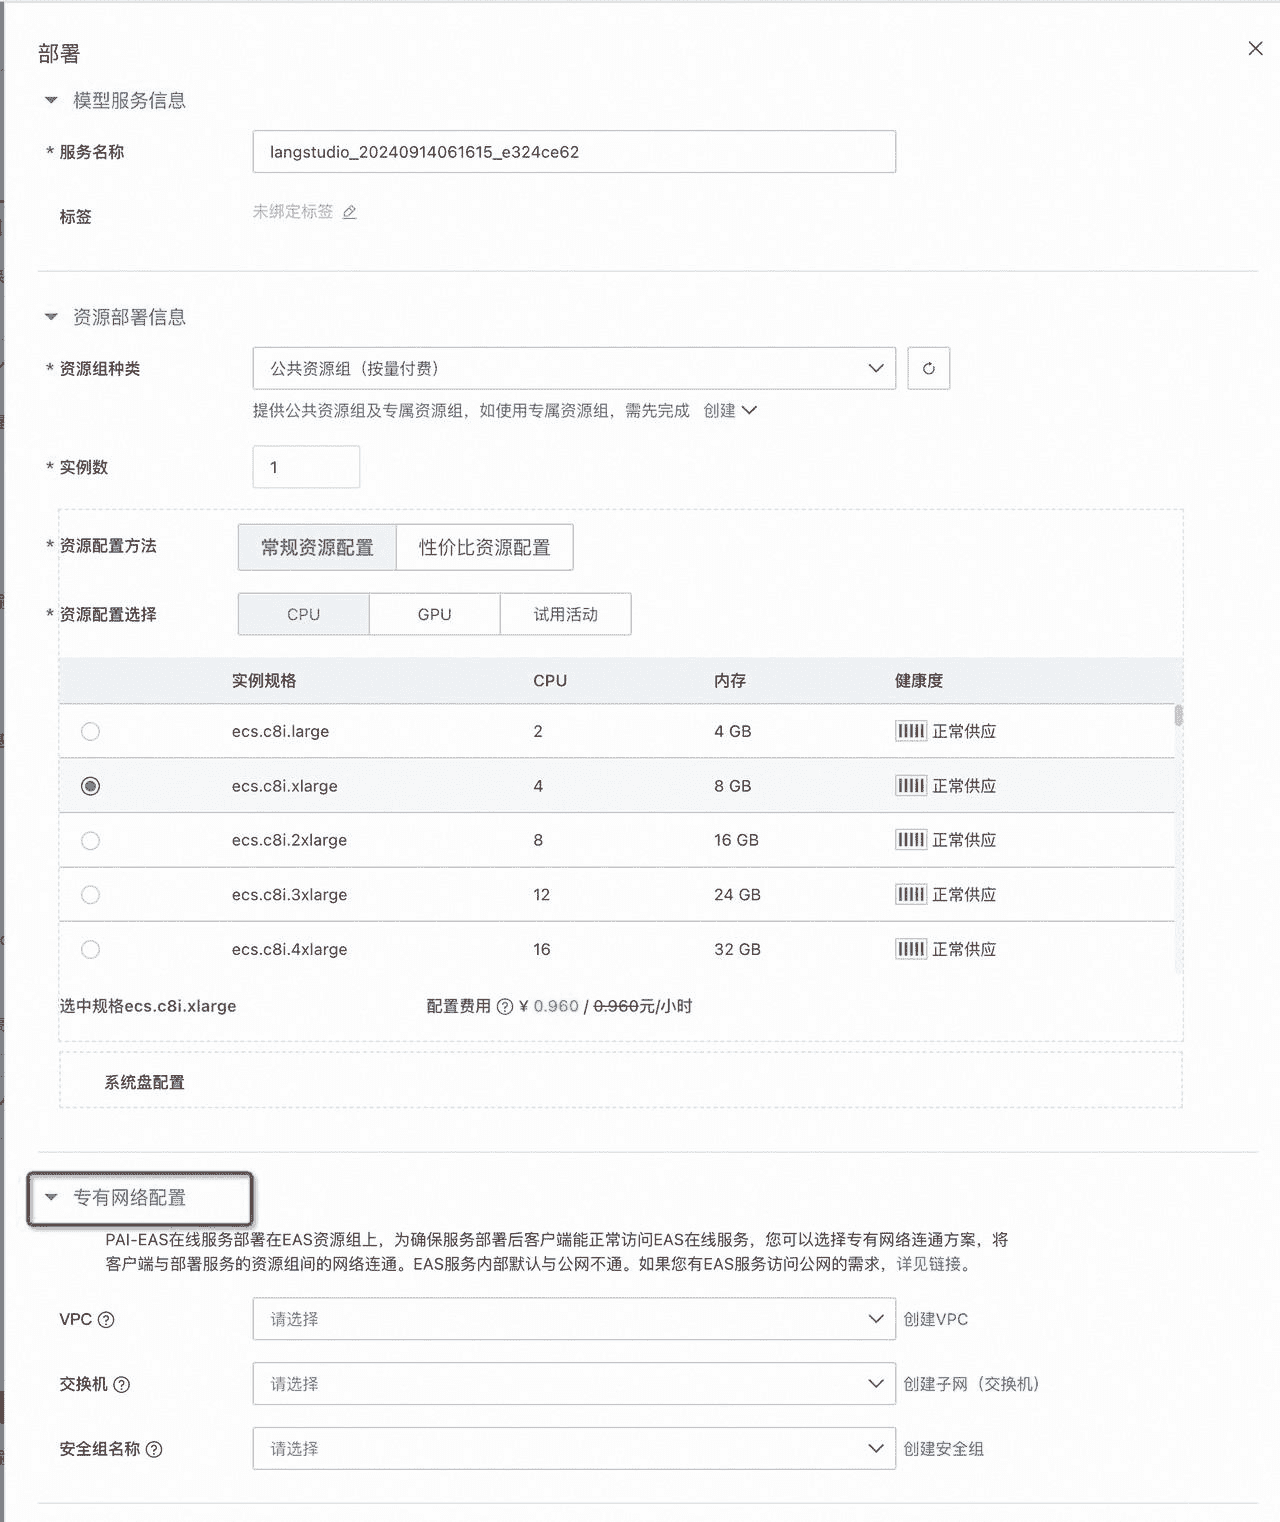 部署
模型服务信息
* 服务名称 langstudio_20240914061615_e324ce62
标签 未绑定标签
资源部署信息
* 资源组种类 公共资源组（按量付费）
提供公共资源组及专属资源组，如使用专属资源组，需先完成 创建
* 实例数 1
* 资源配置方法 常规资源配置 性价比资源配置
* 资源配置选择 CPU GPU 试用活动
实例规格 CPU 内存 健康度
ecs.c8i.large 2 4 GB 正常供应
ecs.c8i.xlarge 4 8 GB 正常供应
ecs.c8i.2xlarge 8 16 GB 正常供应
ecs.c8i.3xlarge 12 24 GB 正常供应
ecs.c8i.4xlarge 16 32 GB 正常供应
选中规格ecs.c8i.xlarge 配置费用 ¥ 0.960 / 0.960元/小时
系统盘配置
专有网络配置
PAI-EAS在线服务部署在EAS资源组上，为确保服务部署后客户端能正常访问EAS在线服务，您可以选择专有网络连通方案，将
客户端与部署服务的资源组间的网络连通。EAS服务内部默认与公网不通。如果您有EAS服务访问公网的需求，详见链接。
VPC 请选择 创建VPC
交换机 请选择 创建子网（交换机）
安全组名称 请选择 创建安全组